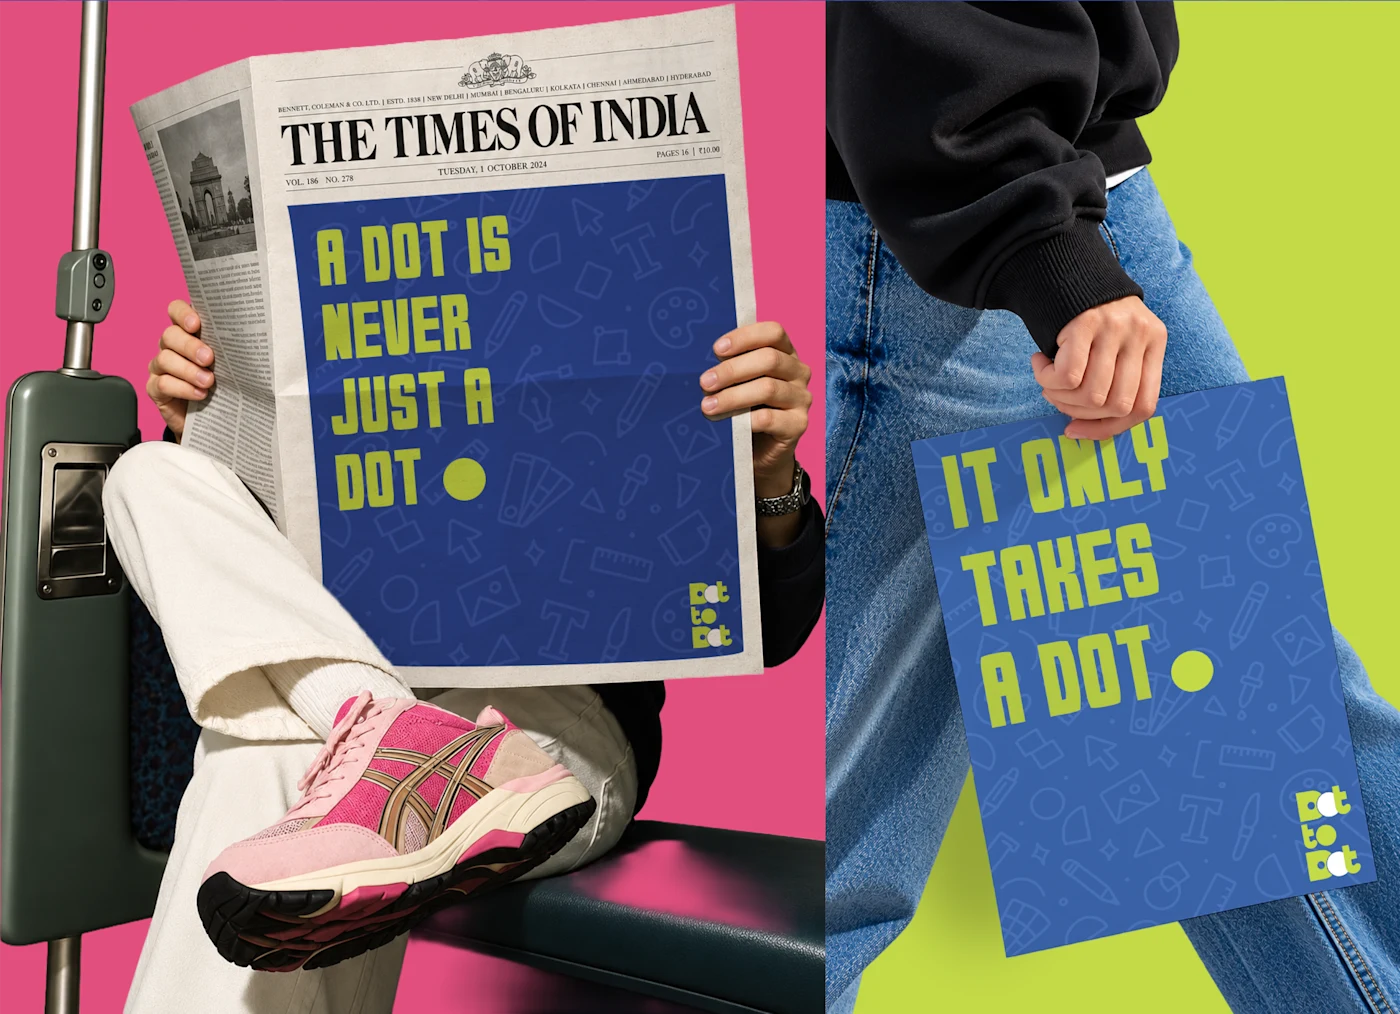 BENNETT, COLEMAN & CO. LTD. | ESTD. 1838 | NEW DELHI | MUMBAI | BENGALURU | KOLKATA | CHENNAI | AHMEDABAD | HYDERABAD
THE TIMES OF INDIA
VOL. 186 NO. 278
TUESDAY, 1 OCTOBER 2024
PAGES 16 | ₹10.00
A DOT IS
NEVER
JUST A
DOT
Dot
to
Dot
IT ONLY
TAKES
A DOT
Dot
to
Dot